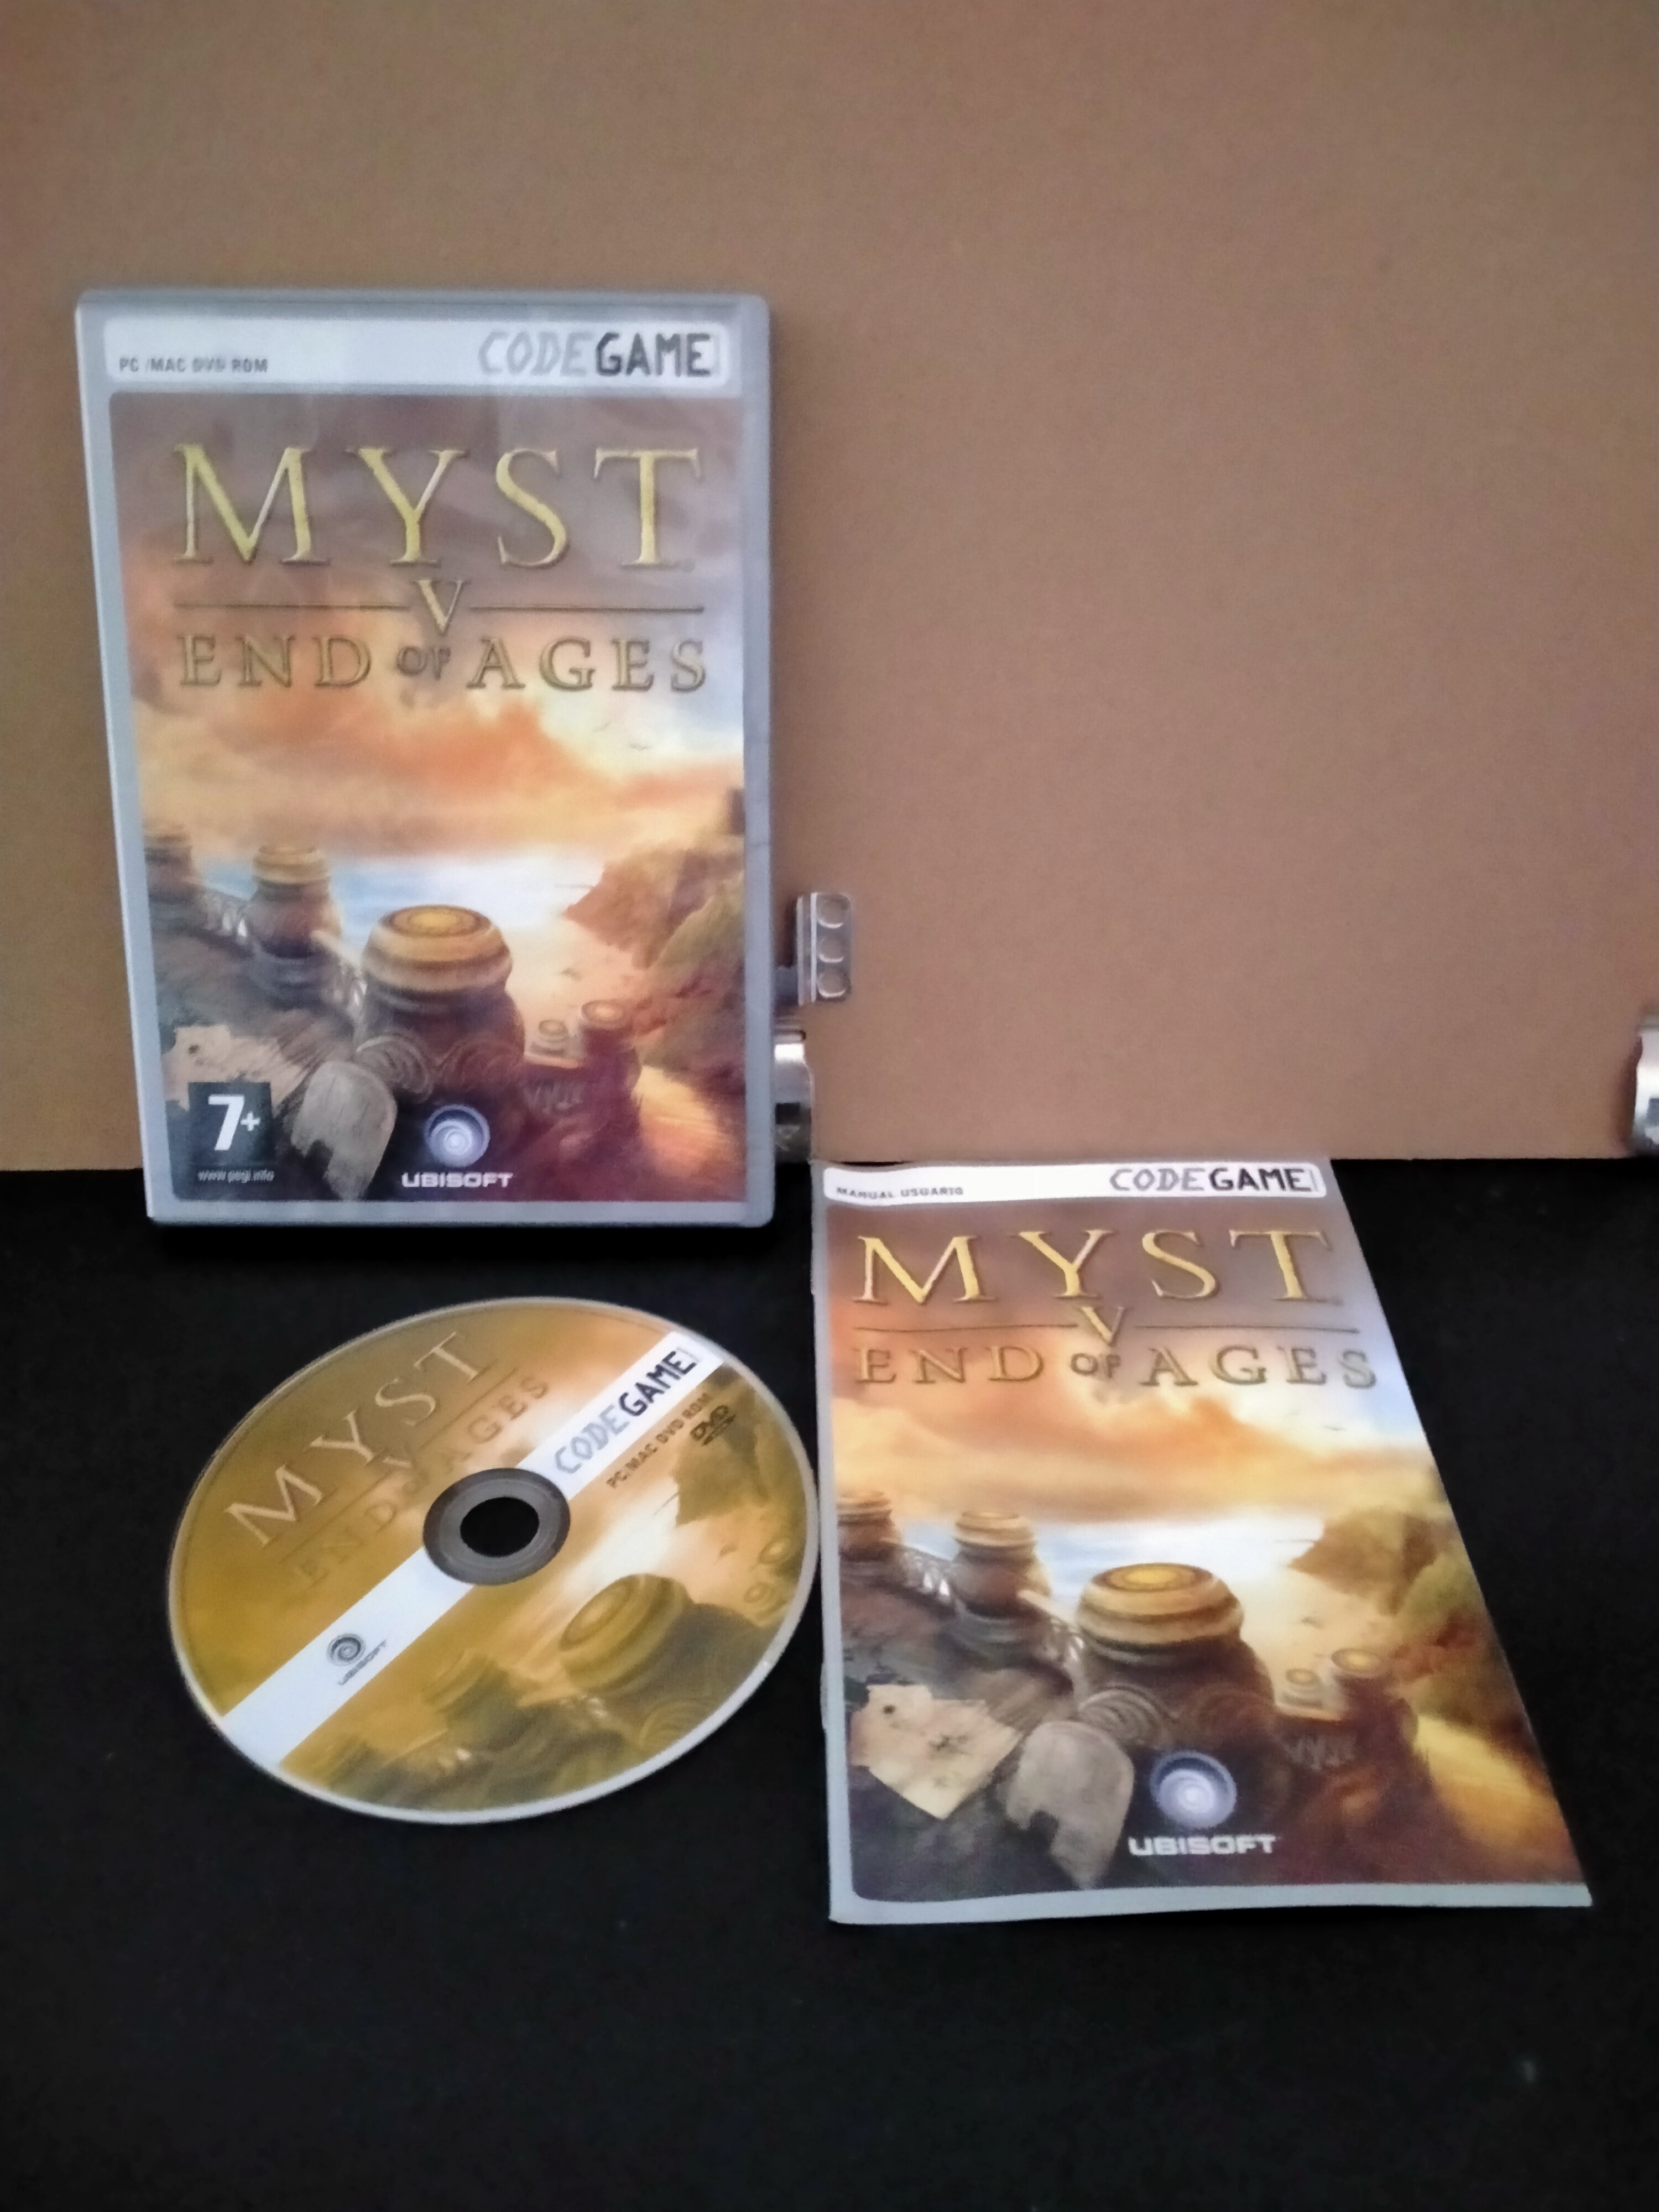 PC/MAC DVD ROM
CODEGAME
MYST
V
END OF AGES
7+
www.pegi.info
UBISOFT
MANUAL USUARIO
CODEGAME
MYST
V
END OF AGES
UBISOFT
MYST
V
END OF AGES
CODEGAME
PC/MAC DVD ROM
DVD
UBISOFT